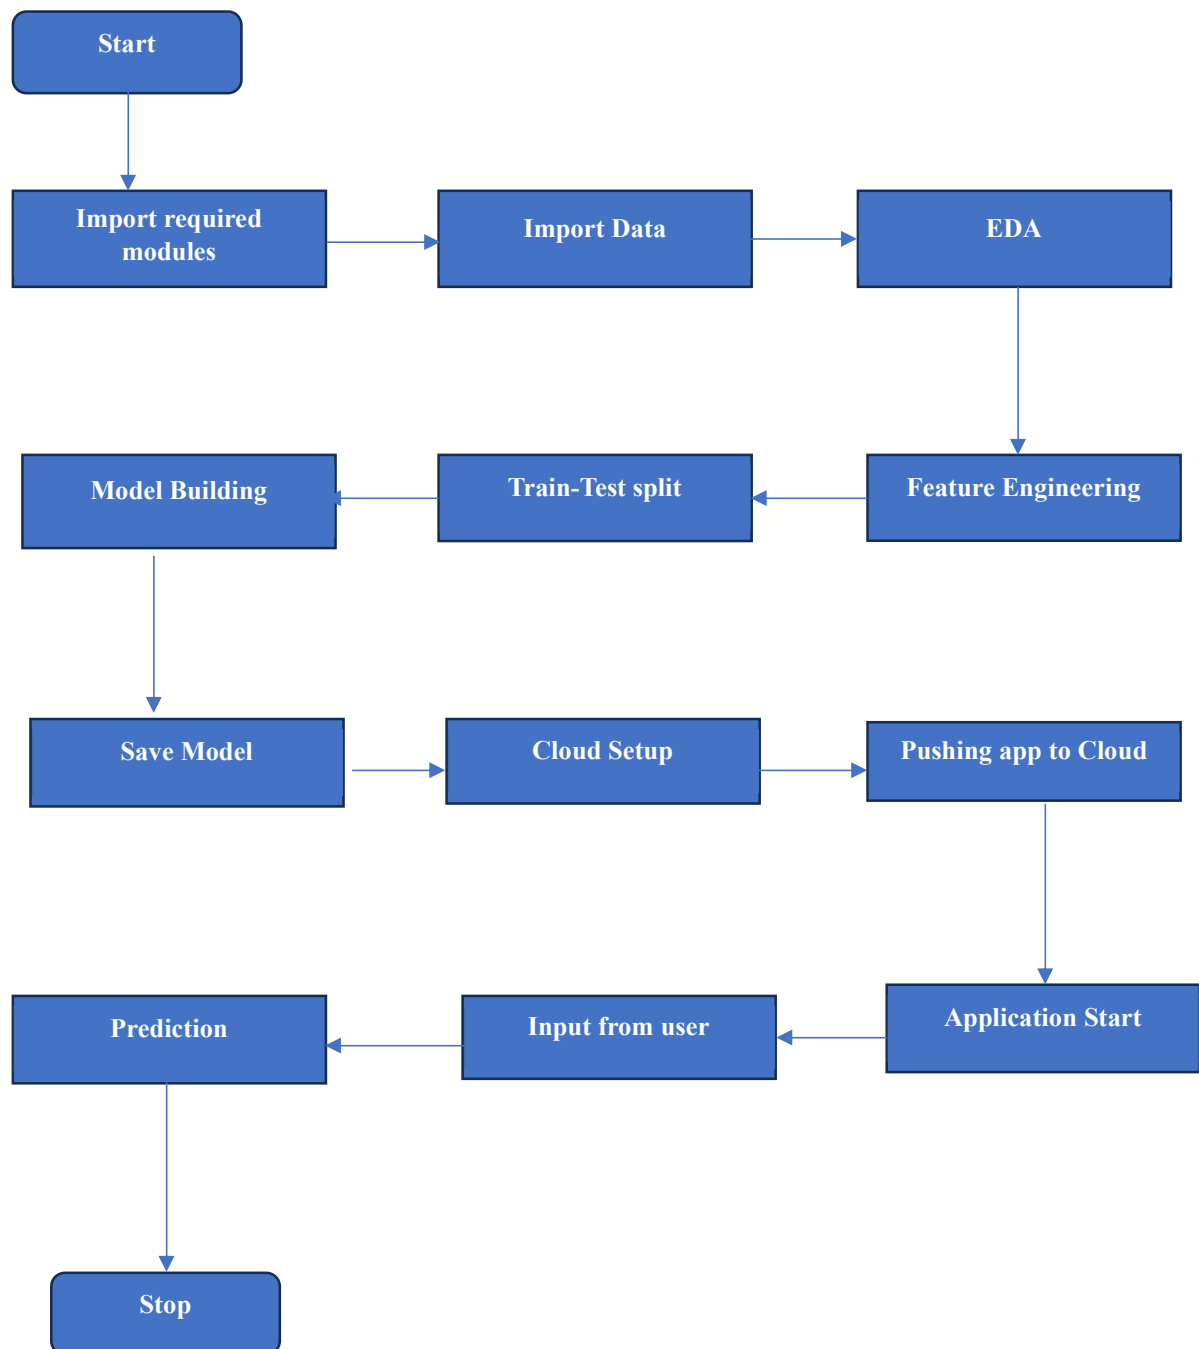 Start
Import required
modules
Import Data
EDA
Feature Engineering
Train-Test split
Model Building
Save Model
Cloud Setup
Pushing app to Cloud
Application Start
Input from user
Prediction
Stop